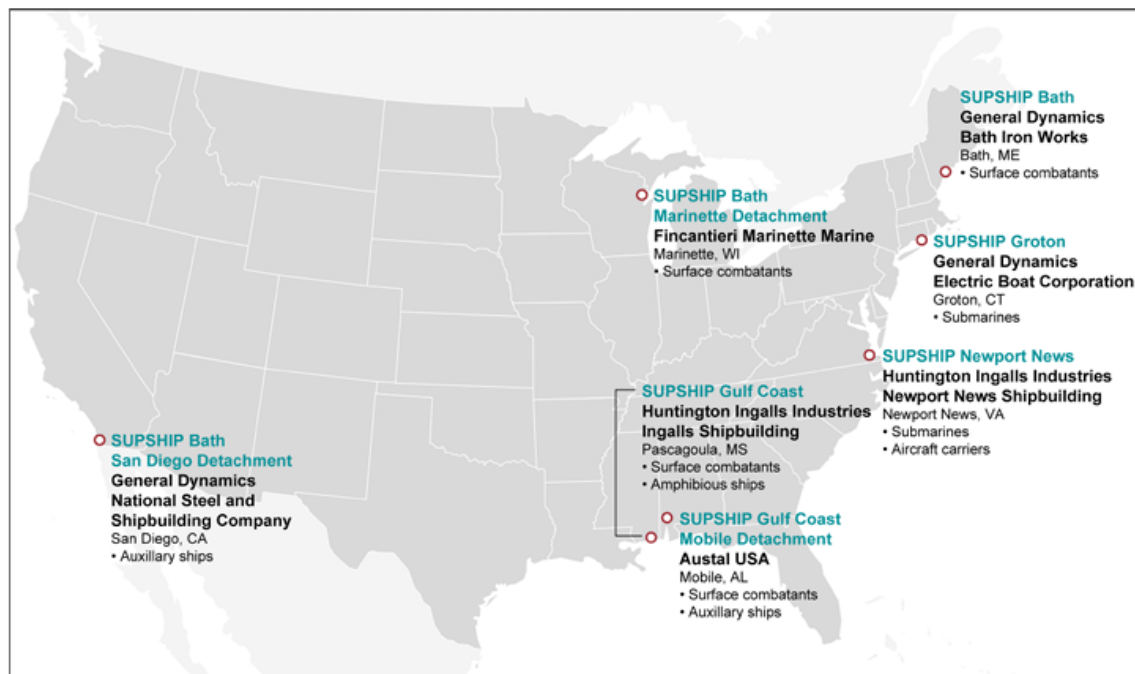 SUPSHIP Bath
General Dynamics
Bath Iron Works
Bath, ME
• Surface combatants
SUPSHIP Bath
Marinette Detachment
Fincantieri Marinette Marine
Marinette, WI
• Surface combatants
SUPSHIP Groton
General Dynamics
Electric Boat Corporation
Groton, CT
• Submarines
SUPSHIP Newport News
Huntington Ingalls Industries
Newport News Shipbuilding
Newport News, VA
• Submarines
• Aircraft carriers
SUPSHIP Gulf Coast
Huntington Ingalls Industries
Ingalls Shipbuilding
Pascagoula, MS
• Surface combatants
• Amphibious ships
SUPSHIP Bath
San Diego Detachment
General Dynamics
National Steel and
Shipbuilding Company
San Diego, CA
• Auxillary ships
SUPSHIP Gulf Coast
Mobile Detachment
Austal USA
Mobile, AL
• Surface combatants
• Auxillary ships